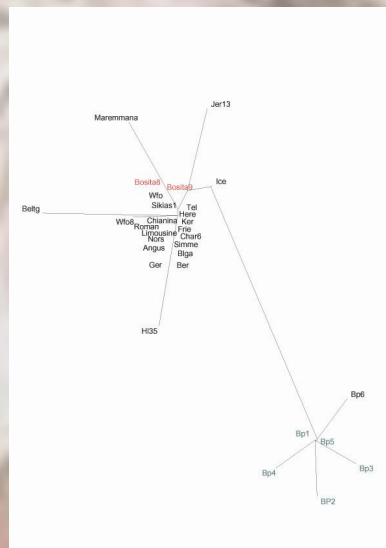 Jer13
Maremmana
Bosita8
Bosita9
Ice
Wfo
Sikias1
Tel
Beltg
Here
Wfo8
Chianina
Ker
Roman
Frie
Limousine
Char6
Nors
Simme
Angus
Blga
Ger
Ber
Hl35
Bp6
Bp1
Bp5
Bp4
Bp3
BP2